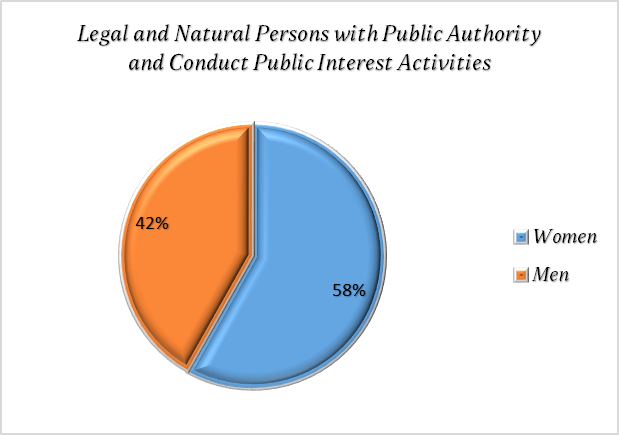 Legal and Natural Persons with Public Authority
and Conduct Public Interest Activities
42%
58%
Women
Men